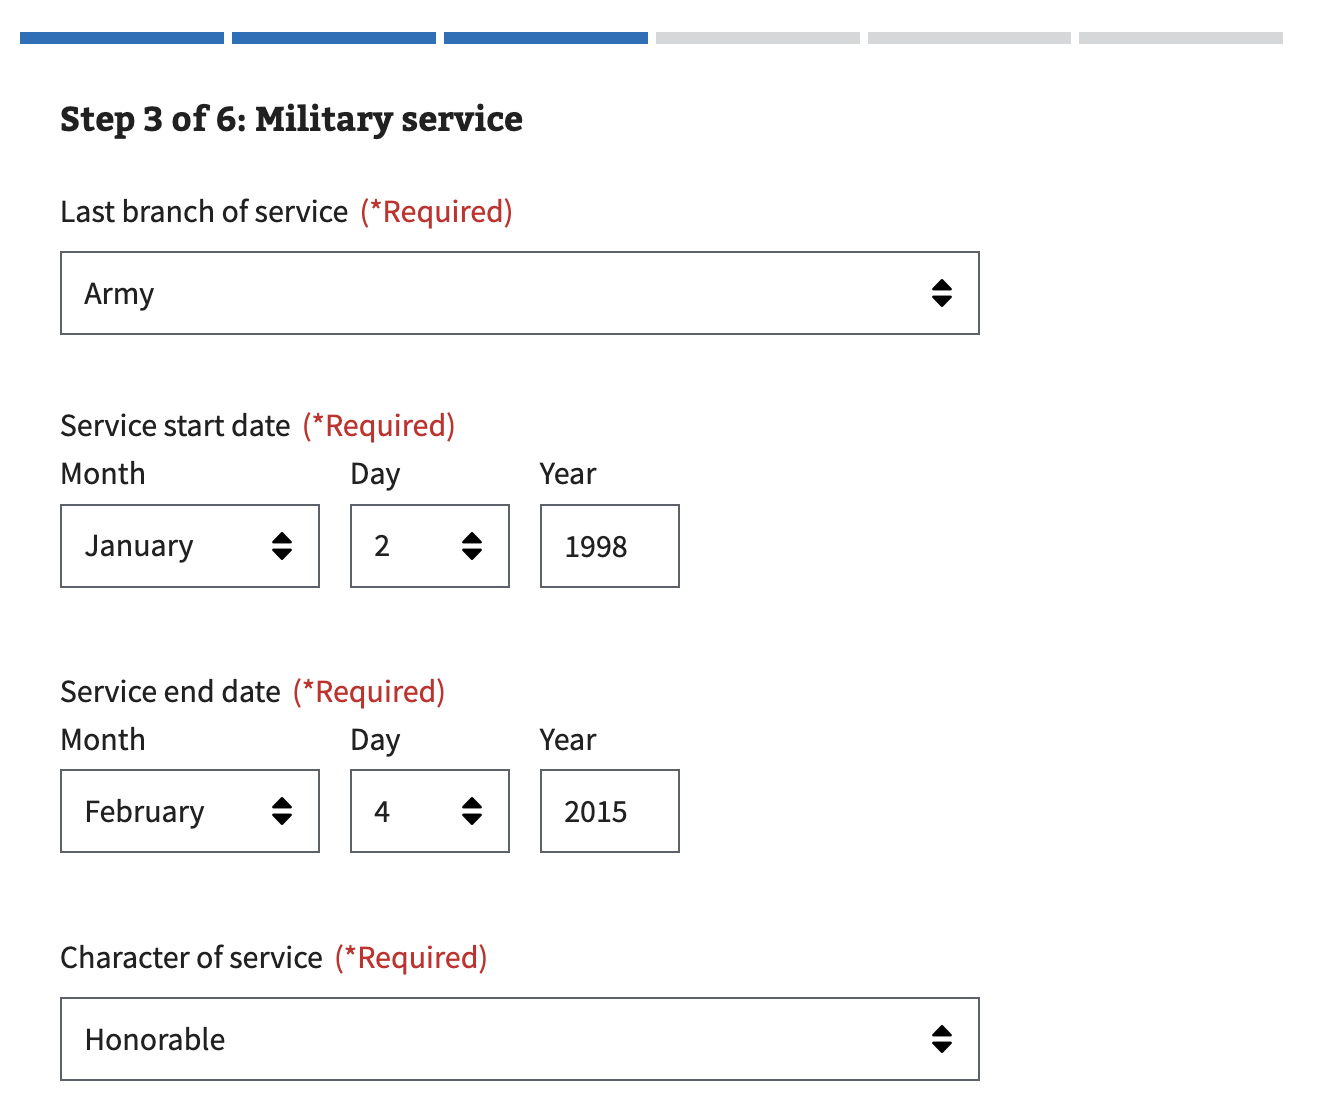 Step 3 of 6: Military service
Last branch of service (*Required)
Army
Service start date (*Required)
Month Day Year
January 2 1998
Service end date (*Required)
Month Day Year
February 4 2015
Character of service (*Required)
Honorable